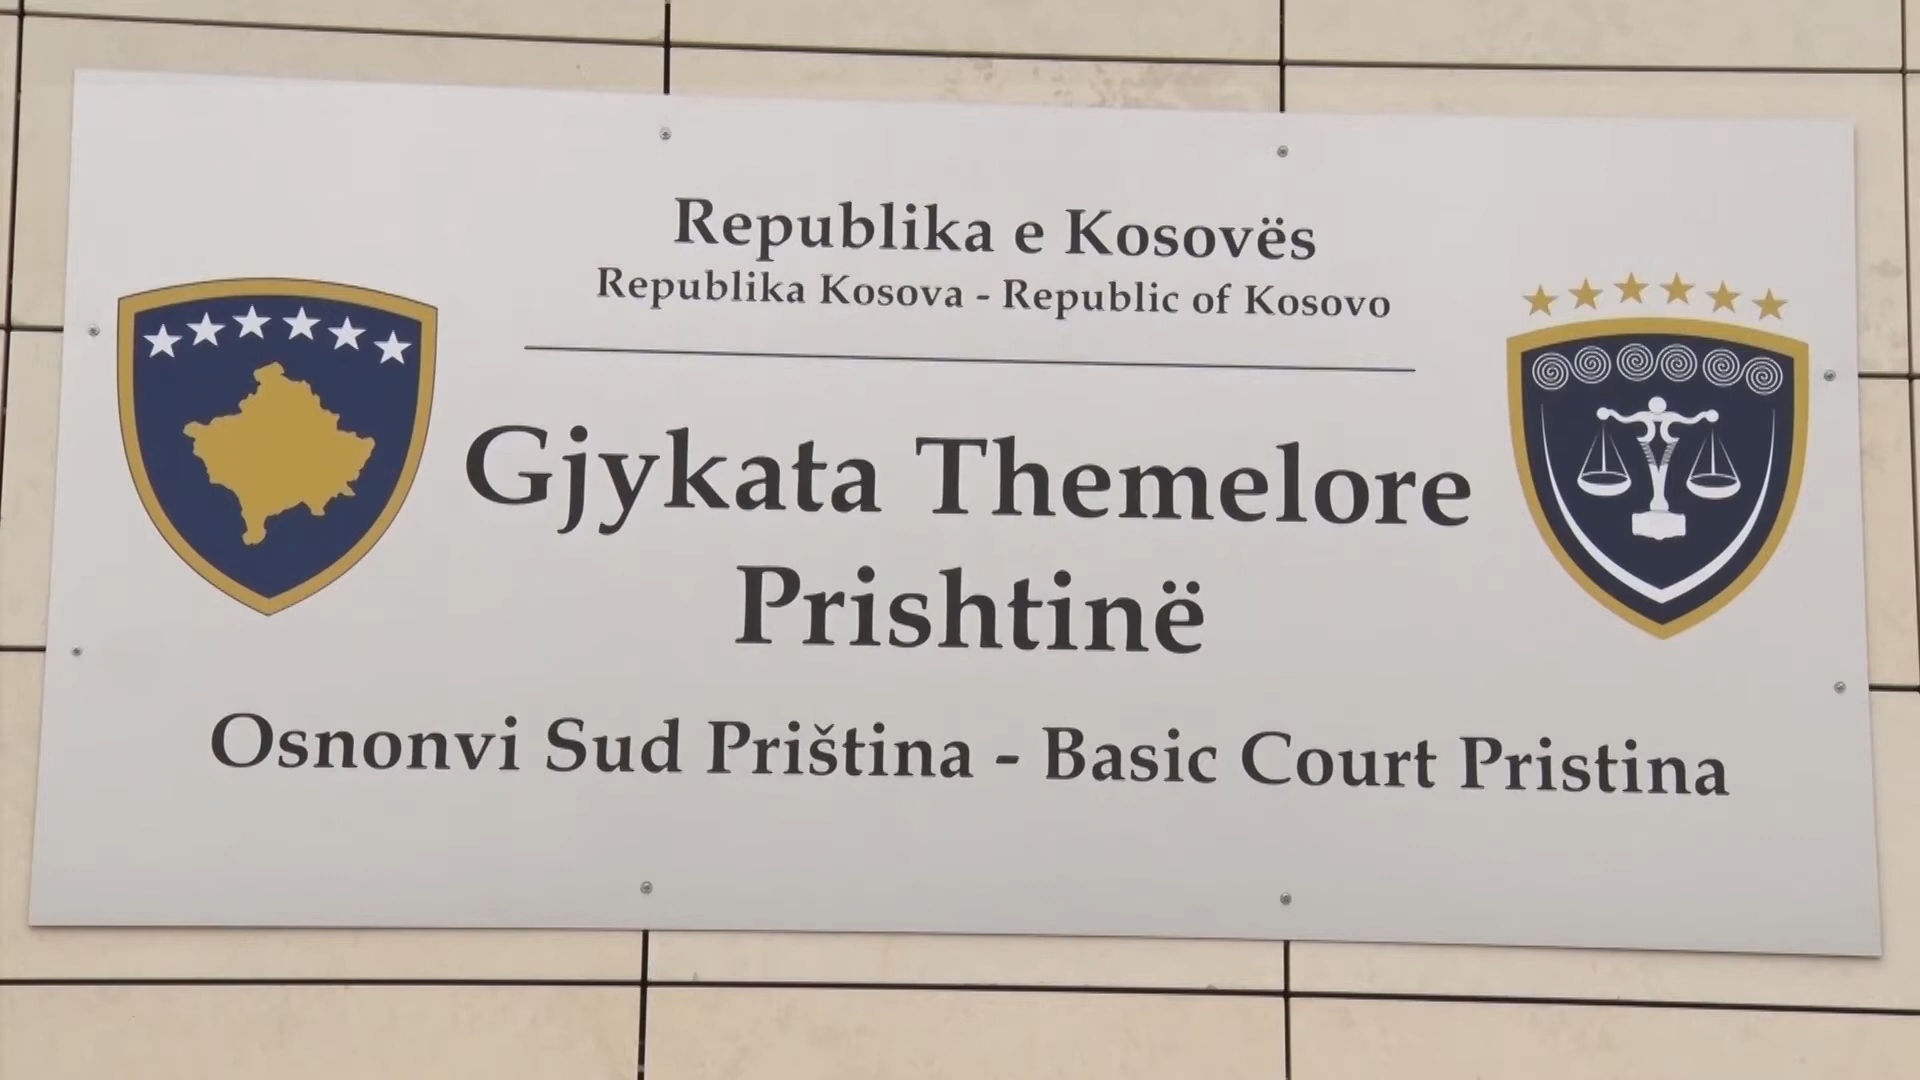 Republika e Kosovës
Republika Kosova - Republic of Kosovo
Gjykata Themelore
Prishtinë
Osnonvi Sud Priština - Basic Court Pristina